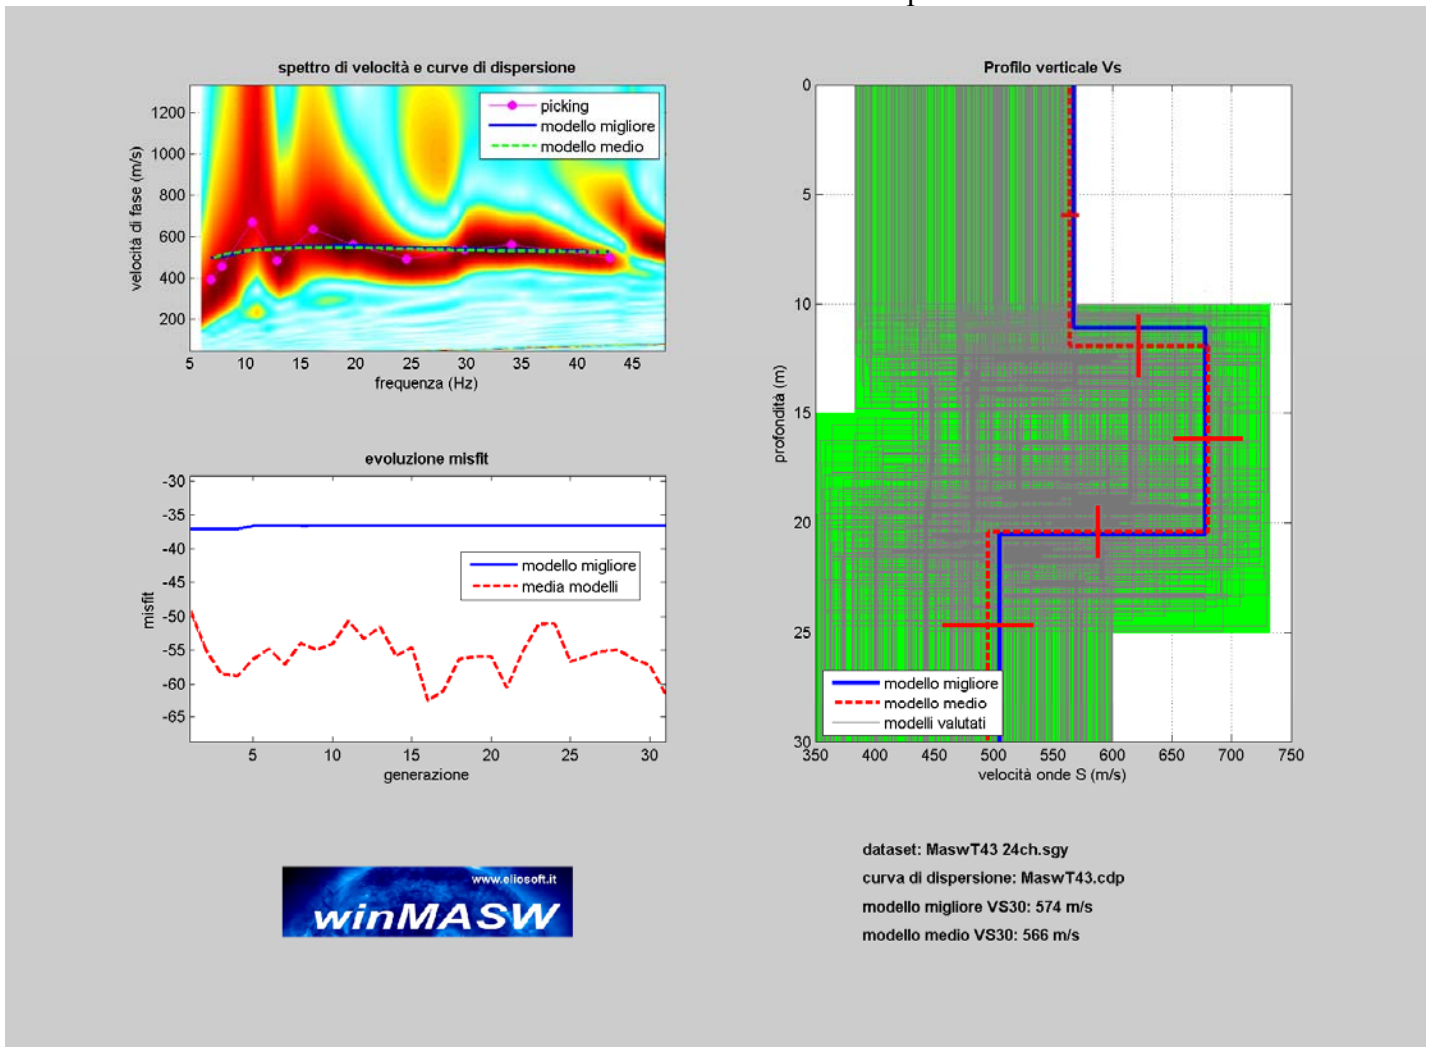 spettro di velocità e curve di dispersione
1200
1000
800
600
400
200
velocità di fase (m/s)
picking
modello migliore
modello medio
5 10 15 20 25 30 35 40 45
frequenza (Hz)
evoluzione misfit
-30
-35
-40
-45
-50
-55
-60
-65
misfit
modello migliore
media modelli
5 10 15 20 25 30
generazione
Profilo verticale Vs
0
5
10
15
20
25
30
profondità (m)
modello migliore
modello medio
modelli valutati
350 400 450 500 550 600 650 700 750
velocità onde S (m/s)
www.eliosoft.it
winMASW
dataset: MaswT43 24ch.sgy
curva di dispersione: MaswT43.cdp
modello migliore VS30: 574 m/s
modello medio VS30: 566 m/s